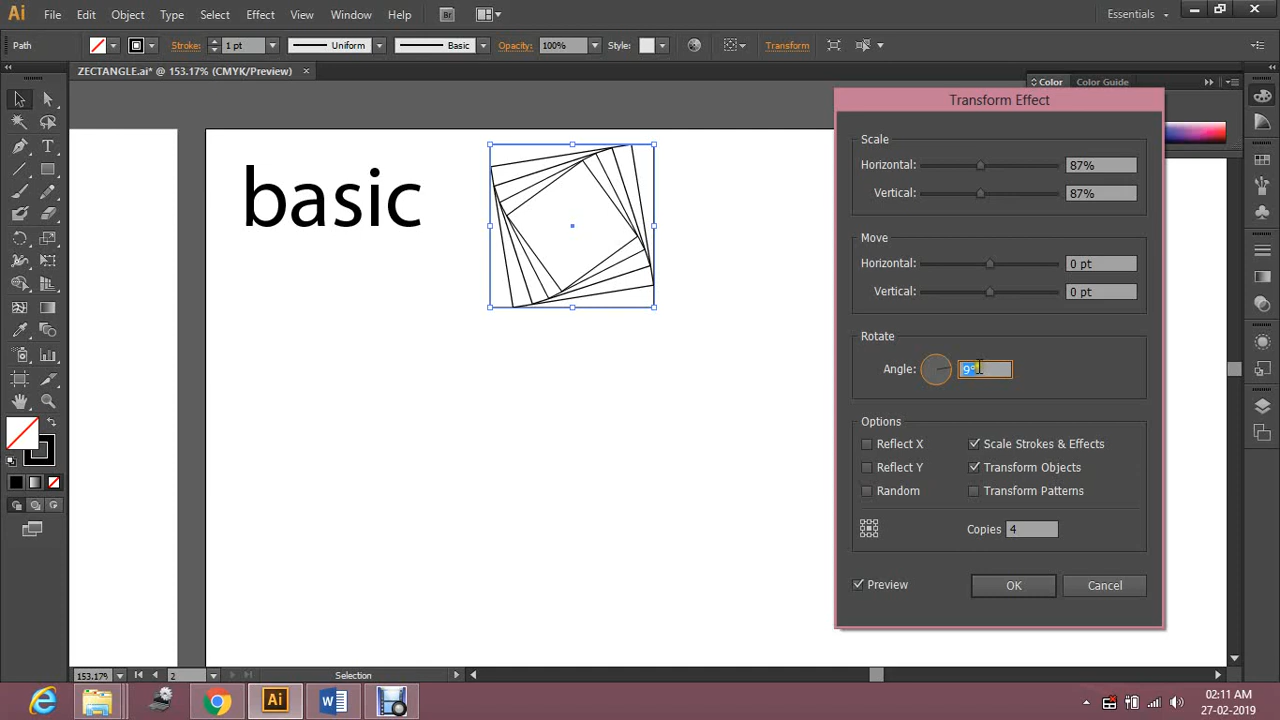 Ai File Edit Object Type Select Effect View Window Help Br Essentials
Path Stroke: 1 pt Uniform Basic Opacity: 100% Style: Transform
ZECTANGLE.ai* @ 153.17% (CMYK/Preview) ×
Color Color Guide
basic
Transform Effect
Scale
Horizontal: 87%
Vertical: 87%
Move
Horizontal: 0 pt
Vertical: 0 pt
Rotate
Angle: 9°
Options
Reflect X Scale Strokes & Effects
Reflect Y Transform Objects
Random Transform Patterns
Copies 4
Preview OK Cancel
153.17% 2 Selection
Ai W 02:11 AM
27-02-2019